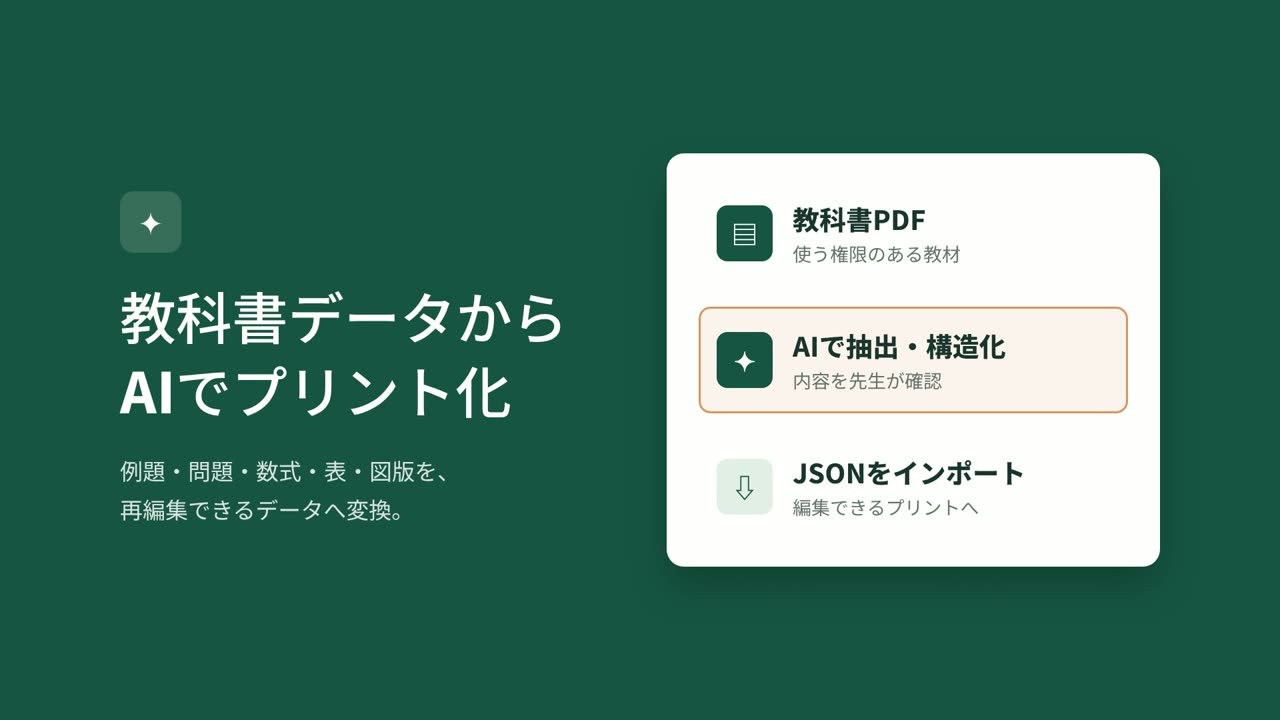 教科書データから
AIでプリント化
例題・問題・数式・表・図版を、
再編集できるデータへ変換。
教科書PDF
使う権限のある教材
AIで抽出・構造化
内容を先生が確認
JSONをインポート
編集できるプリントへ